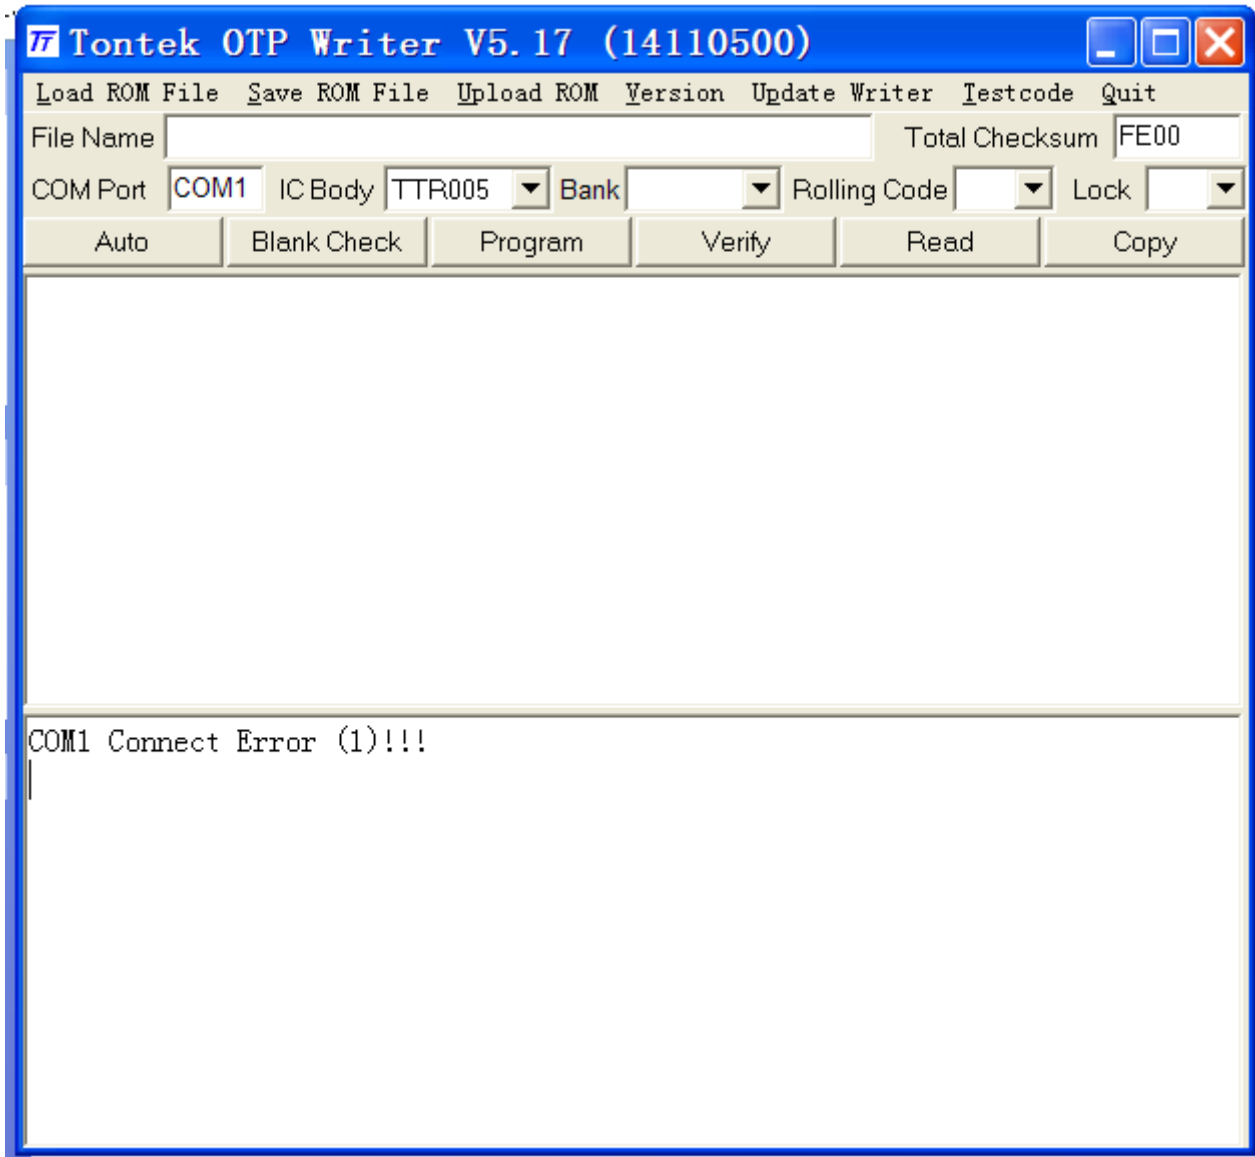 Tontek OTP Writer V5.17 (14110500)
Load ROM File Save ROM File Upload ROM Version Update Writer Testcode Quit
File Name Total Checksum FE00
COM Port COM1 IC Body TTR005 Bank Rolling Code Lock
Auto Blank Check Program Verify Read Copy
COM1 Connect Error (1)!!!